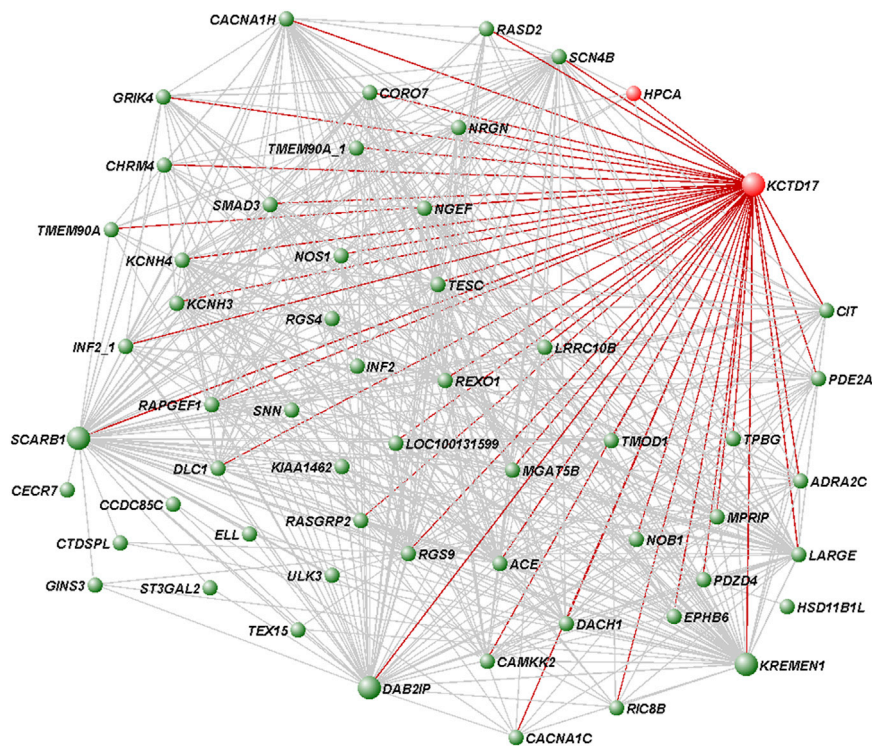 CACNA1H
RASD2
SCN4B
HPCA
GRIK4
CORO7
NRGN
TMEM90A_1
CHRM4
KCTD17
SMAD3
NGEF
TMEM90A
KCNH4
NOS1
TESC
KCNH3
CIT
RGS4
INF2_1
LRRC10B
INF2
REXO1
PDE2A
RAPGEF1
SNN
SCARB1
LOC100131599
TMOD1
TPBG
DLC1
KIAA1462
MGAT5B
ADRA2C
CECR7
CCDC85C
RASGRP2
MPRIP
CTDSPL
ELL
NOB1
RGS9
LARGE
ACE
GINS3
ST3GAL2
ULK3
PDZD4
HSD11B1L
EPHB6
TEX15
DACH1
CAMKK2
KREMEN1
DAB2IP
RIC8B
CACNA1C